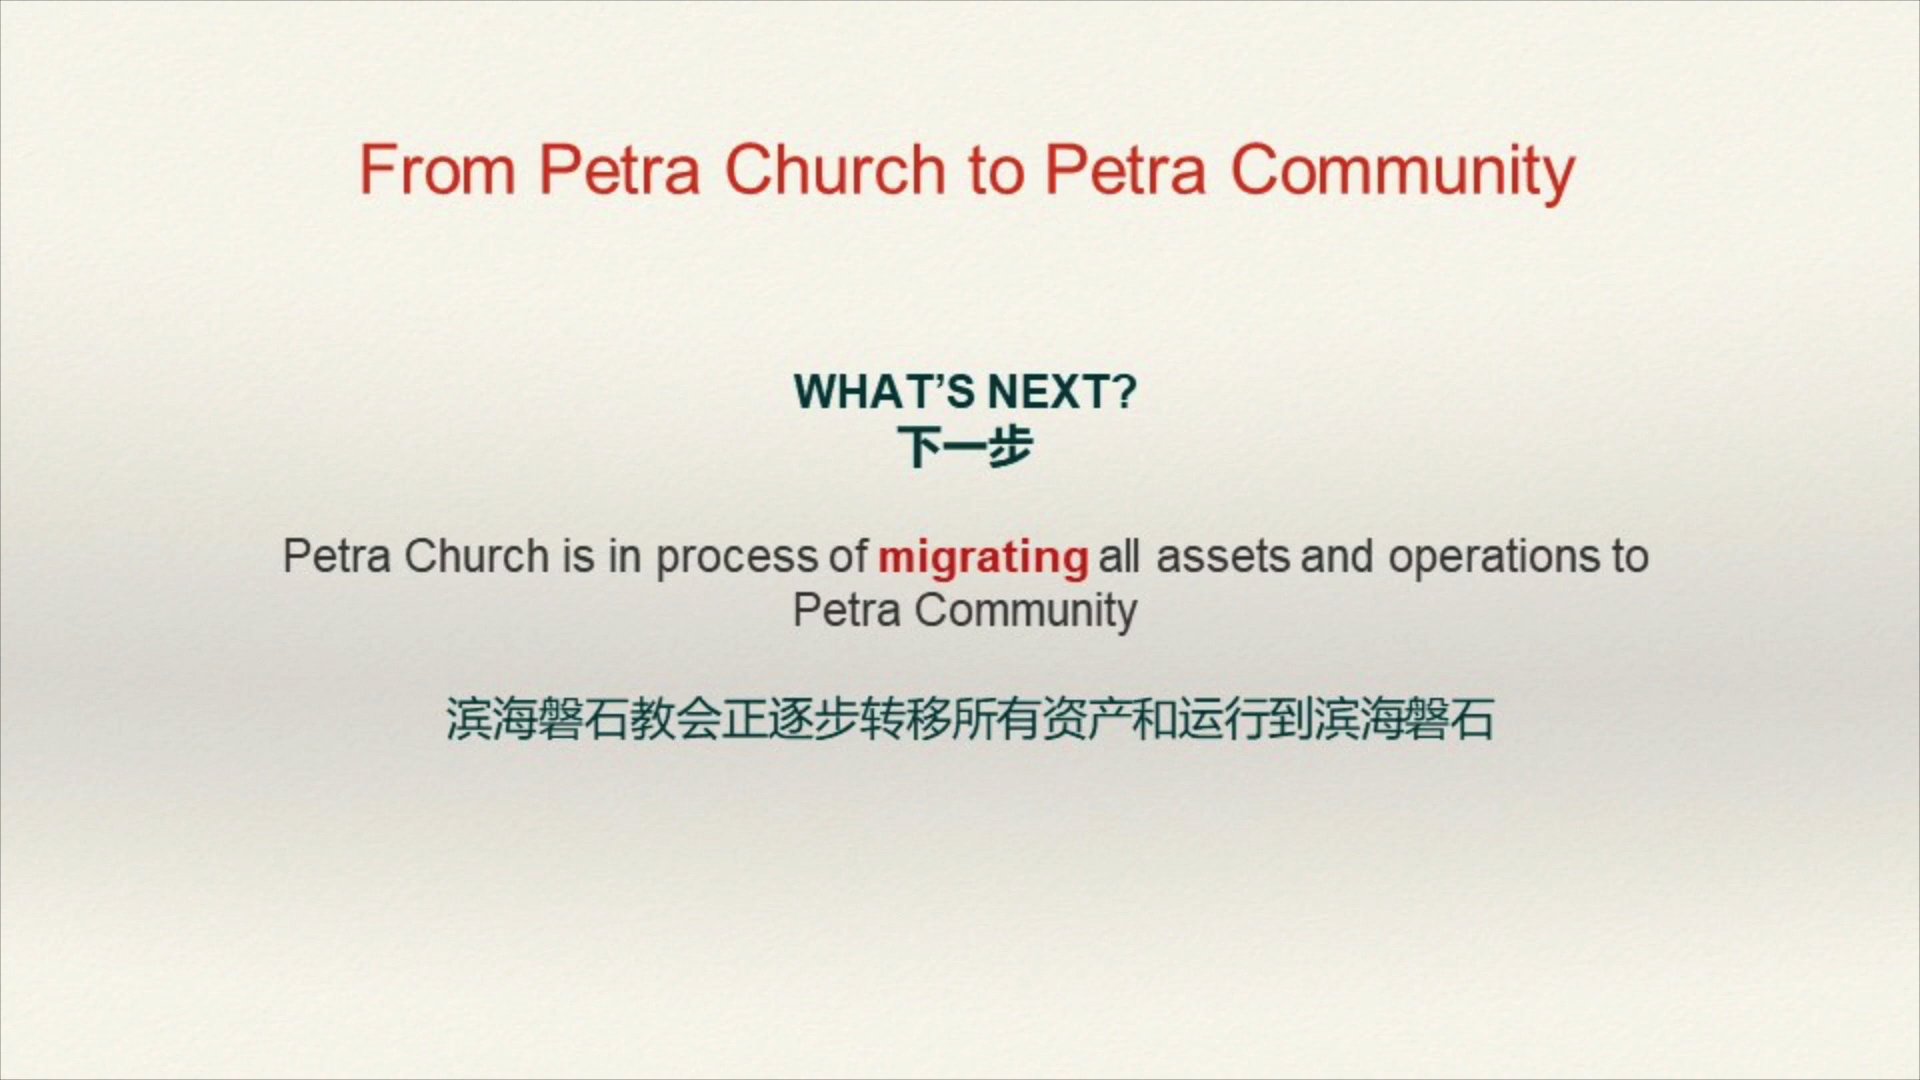 From Petra Church to Petra Community
WHAT’S NEXT?
下一步
Petra Church is in process of migrating all assets and operations to
Petra Community
滨海磐石教会正逐步转移所有资产和运行到滨海磐石